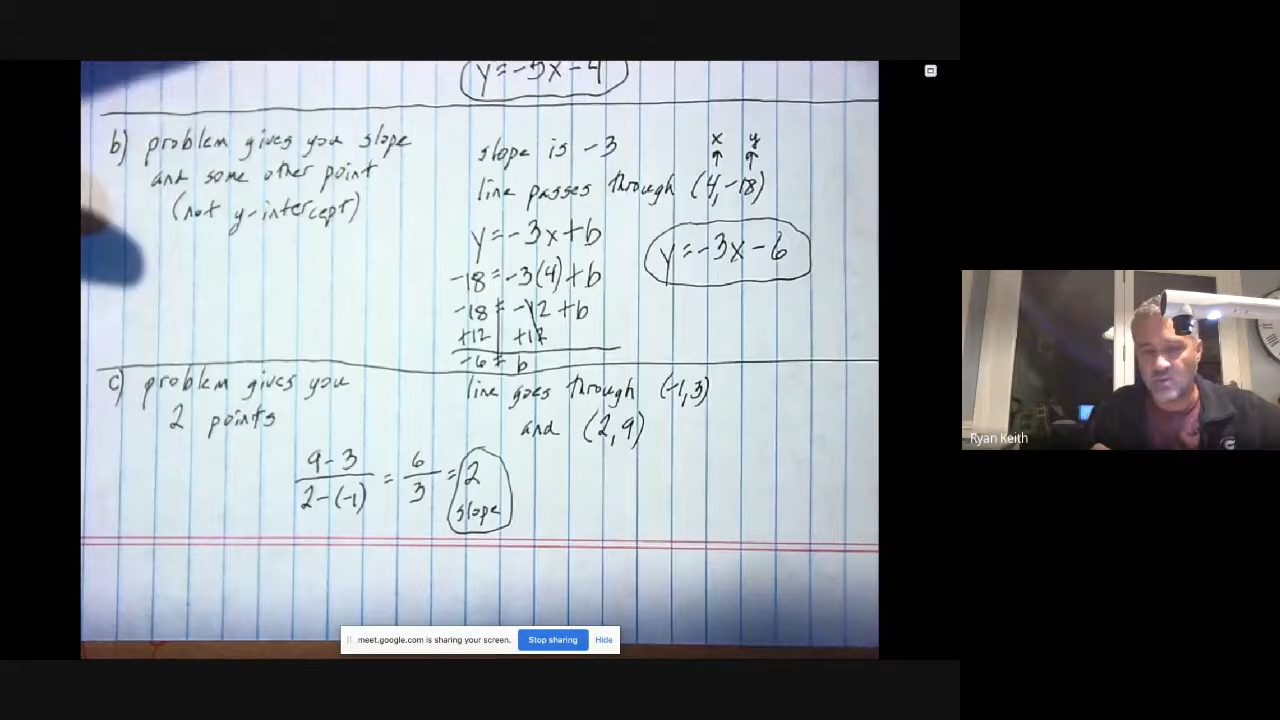 y = -5x - 4
b) problem gives you slope
and some other point
(not y-intercept)
slope is -3
x y
line passes through (4, -18)
y = -3x + b
-18 = -3(4) + b
-18 = -12 + b
+12 +12
-6 = b
y = -3x - 6
c) problem gives you
2 points
line goes through (-1,3)
and (2,9)
9 - 3 / 2 - (-1) = 6 / 3 = 2
slope
meet.google.com is sharing your screen. Stop sharing Hide
Ryan Keith